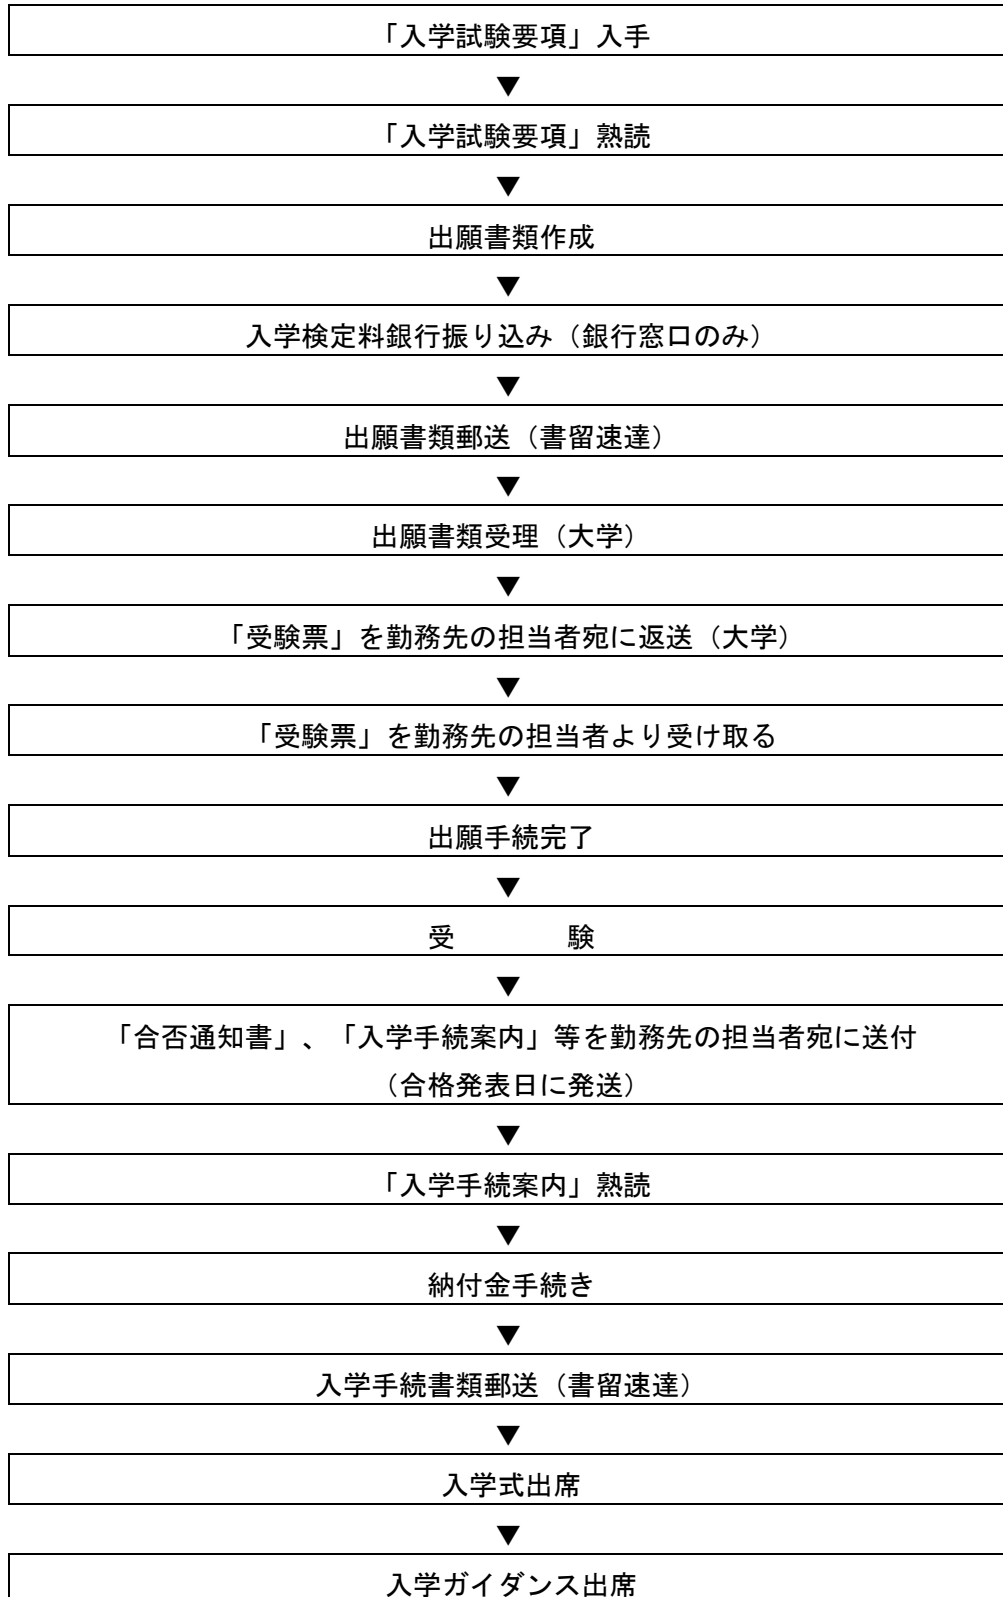 「入学試験要項」入手
▼
「入学試験要項」熟読
▼
出願書類作成
▼
入学検定料銀行振り込み（銀行窓口のみ）
▼
出願書類郵送（書留速達）
▼
出願書類受理（大学）
▼
「受験票」を勤務先の担当者宛に返送（大学）
▼
「受験票」を勤務先の担当者より受け取る
▼
出願手続完了
▼
受　　　　験
▼
「合否通知書」、「入学手続案内」等を勤務先の担当者宛に送付
（合格発表日に発送）
▼
「入学手続案内」熟読
▼
納付金手続き
▼
入学手続書類郵送（書留速達）
▼
入学式出席
▼
入学ガイダンス出席